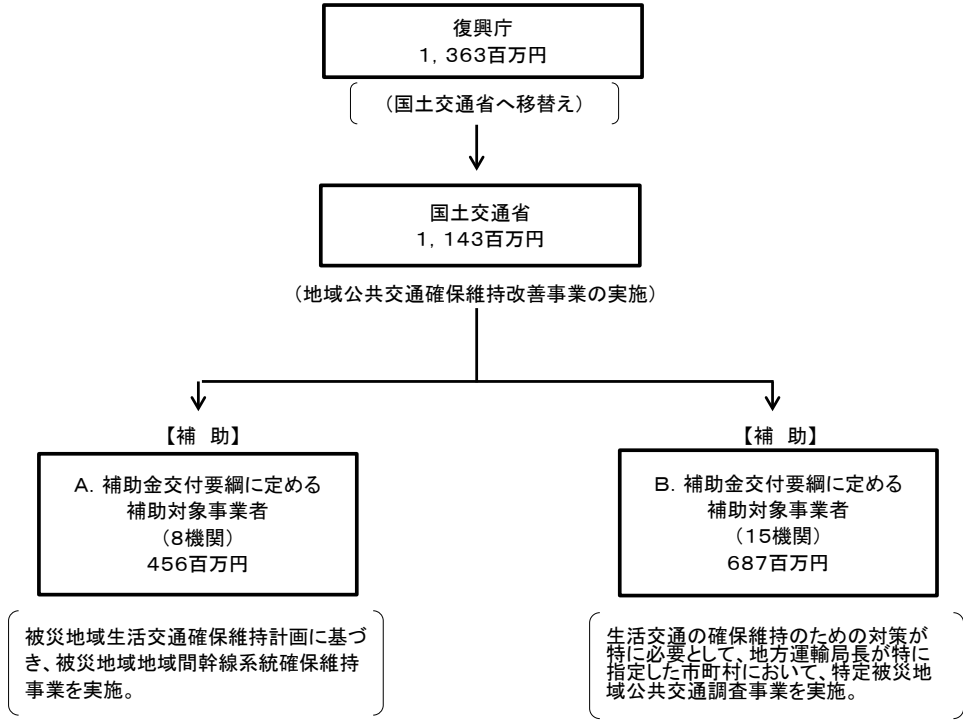 復興庁
1,363百万円
(国土交通省へ移替え)
国土交通省
1,143百万円
(地域公共交通確保維持改善事業の実施)
【補 助】
A.補助金交付要綱に定める
補助対象事業者
(8機関)
456百万円
被災地域生活交通確保維持計画に基づ
き、被災地域地域間幹線系統確保維持
事業を実施。
【補 助】
B.補助金交付要綱に定める
補助対象事業者
(15機関)
687百万円
生活交通の確保維持のための対策が
特に必要として、地方運輸局長が特に
指定した市町村において、特定被災地
域公共交通調査事業を実施。